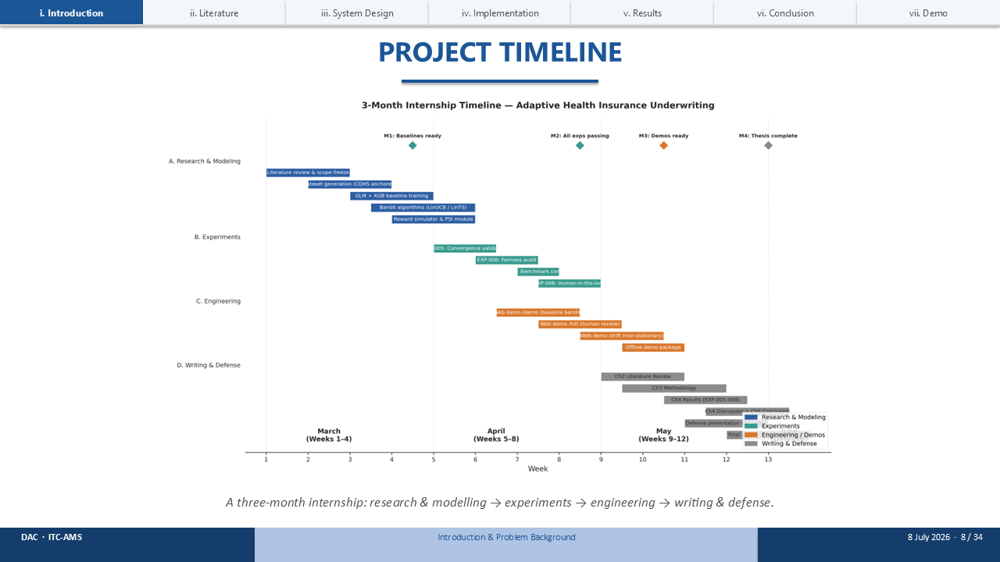 i. Introduction
ii. Literature
iii. System Design
iv. Implementation
v. Results
vi. Conclusion
vii. Demo
PROJECT TIMELINE
3-Month Internship Timeline — Adaptive Health Insurance Underwriting
M1: Baselines ready
M2: All exps passing
M3: Demos ready
M4: Thesis complete
A. Research & Modeling
Literature review & scope freeze
ataset generation (CDHS anchore
GLM + XGB baseline training
Bandit algorithms (LinUCB / LinTS)
Reward simulator & PSI module
B. Experiments
005: Convergence valida
EXP-006: Fairness audit
: Benchmark con
XP-008: Human-in-the-loo
C. Engineering
Web demo /demo (baseline bandit
Web demo /hitl (human review)
Web demo /drift (non-stationary)
Offline demo package
D. Writing & Defense
Ch2 Literature Review
Ch3 Methodology
Ch4 Results (EXP-005–008)
Ch4 Discussion + Ch5 Conclusion
Defense presentation
Final
Research & Modeling
Experiments
Engineering / Demos
Writing & Defense
March
(Weeks 1–4)
April
(Weeks 5–8)
May
(Weeks 9–12)
1 2 3 4 5 6 7 8 9 10 11 12 13
Week
A three-month internship: research & modelling → experiments → engineering → writing & defense.
DAC · ITC-AMS
Introduction & Problem Background
8 July 2026 · 8 / 34